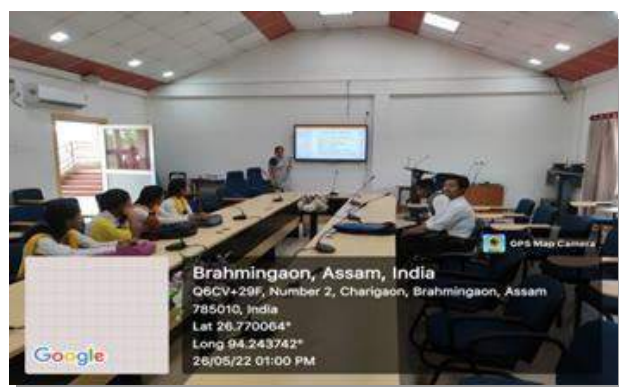 GPS Map Camera
Brahmingaon, Assam, India
Q6CV+29F, Number 2, Charigaon, Brahmingaon, Assam
785010, India
Lat 26.770064°
Long 94.243742°
26/05/22 01:00 PM
Google